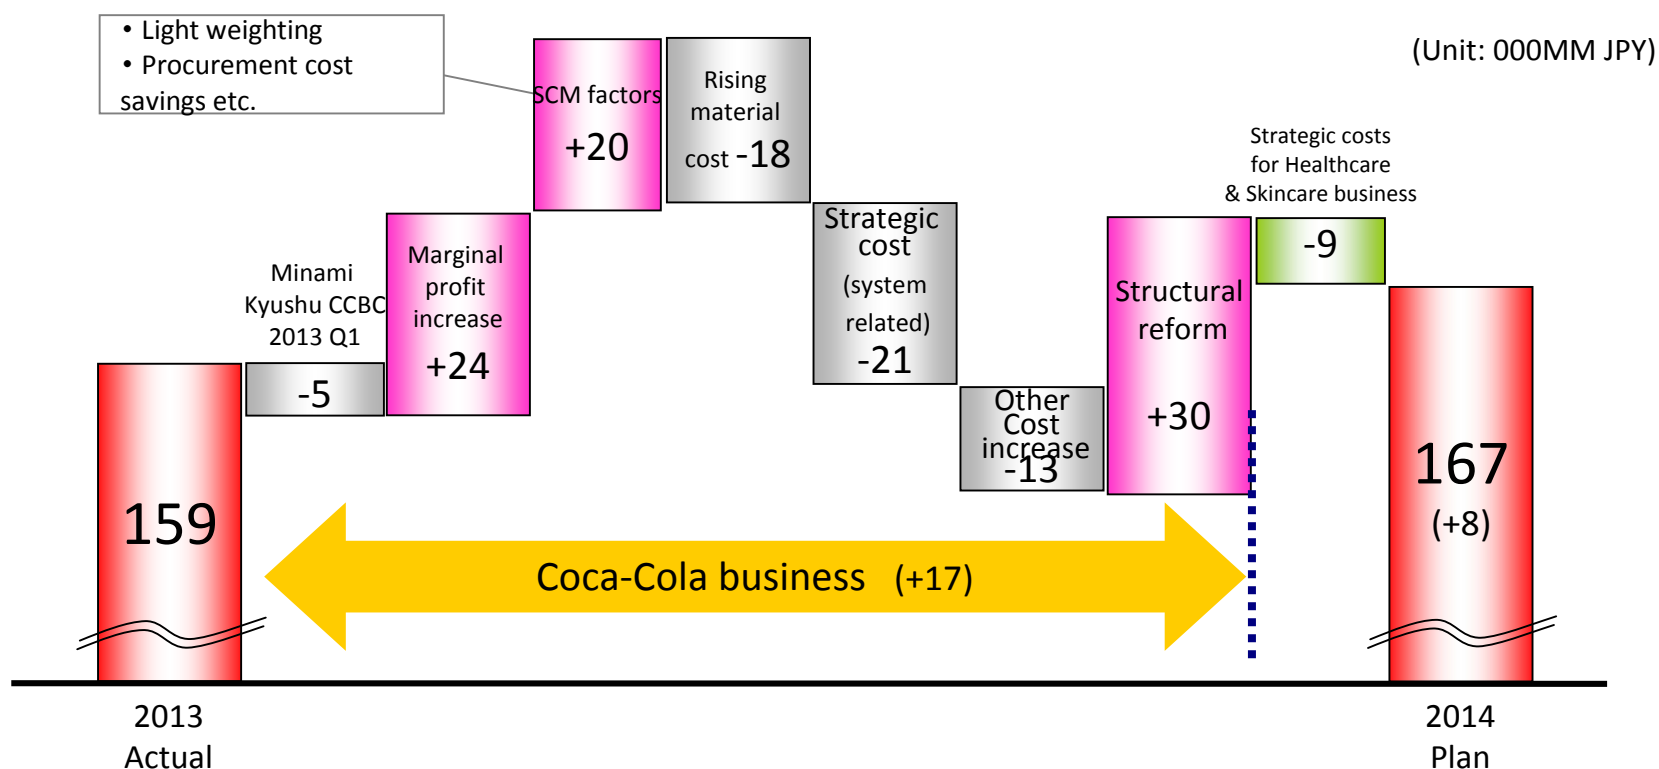 • Light weighting
• Procurement cost
savings etc.
(Unit: 000MM JPY)
SCM factors
+20
Rising
material
cost -18
Strategic costs
for Healthcare
& Skincare business
-9
Minami
Kyushu CCBC
2013 Q1
-5
Marginal
profit
increase
+24
Strategic
cost
(system
related)
-21
Other
Cost
increase
-13
Structural
reform
+30
159
167
(+8)
Coca-Cola business (+17)
2013
Actual
2014
Plan